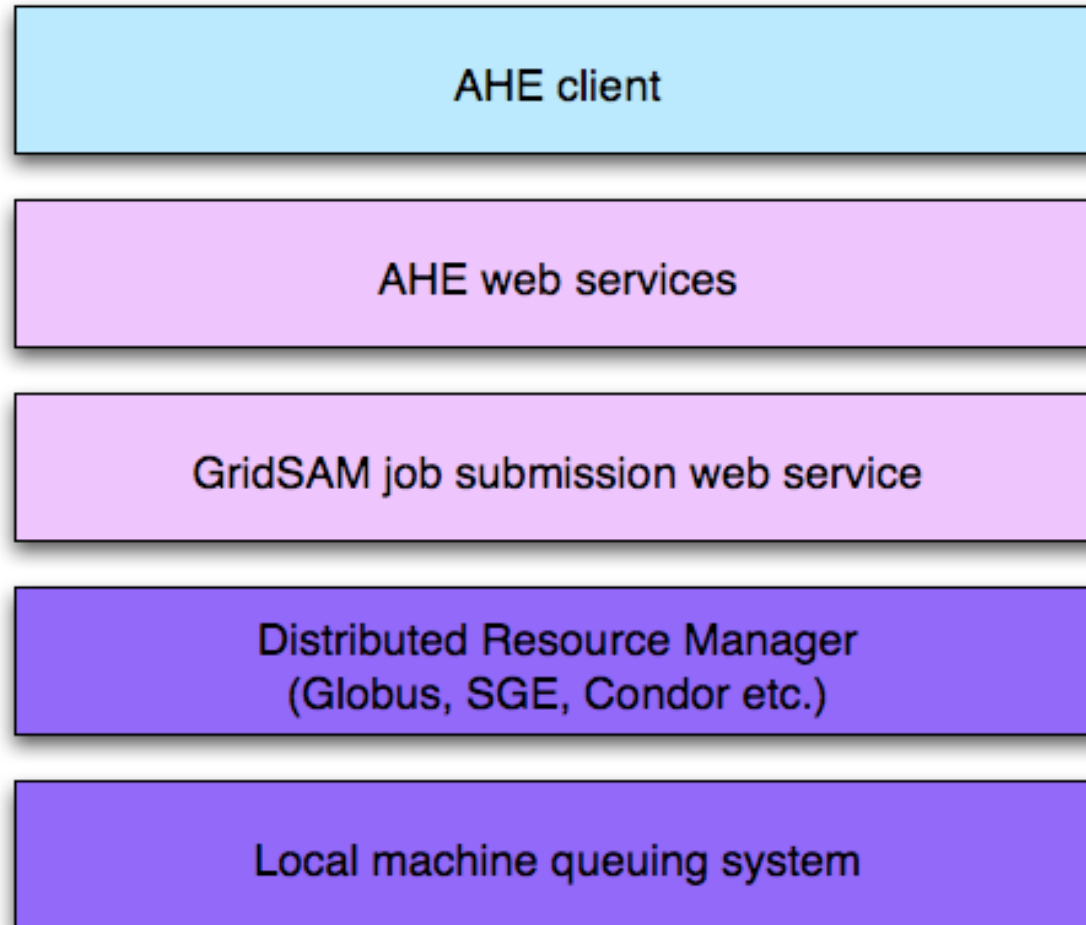 AHE client
AHE web services
GridSAM job submission web service
Distributed Resource Manager
(Globus, SGE, Condor etc.)
Local machine queuing system